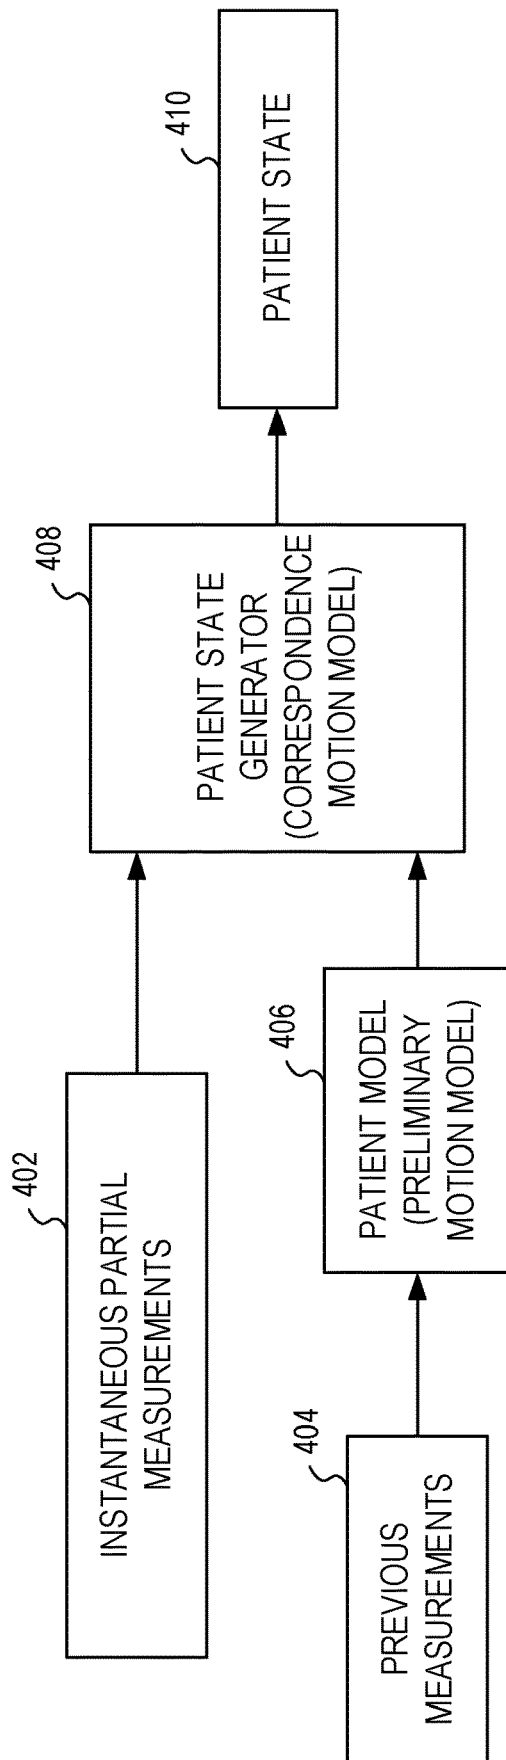 402
INSTANTANEOUS PARTIAL
MEASUREMENTS
404
PREVIOUS
MEASUREMENTS
406
PATIENT MODEL
(PRELIMINARY
MOTION MODEL)
408
PATIENT STATE
GENERATOR
(CORRESPONDENCE
MOTION MODEL)
410
PATIENT STATE